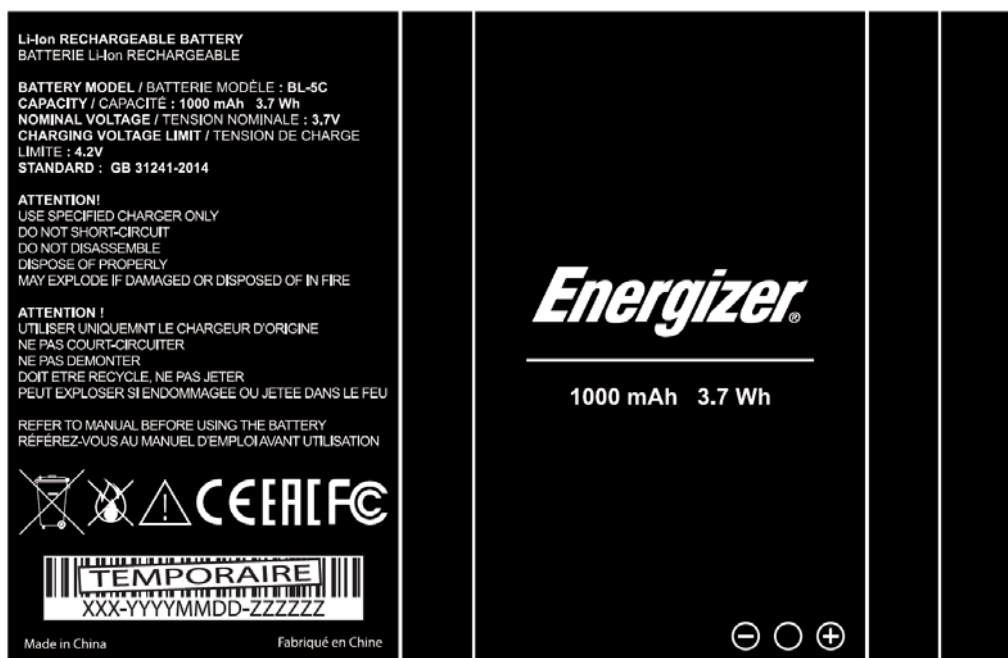 Li-Ion RECHARGEABLE BATTERY
BATTERIE Li-Ion RECHARGEABLE
BATTERY MODEL / BATTERIE MODÈLE : BL-5C
CAPACITY / CAPACITÉ : 1000 mAh 3.7 Wh
NOMINAL VOLTAGE / TENSION NOMINALE : 3,7V
CHARGING VOLTAGE LIMIT / TENSION DE CHARGE
LIMITE : 4.2V
STANDARD : GB 31241-2014
ATTENTION!
USE SPECIFIED CHARGER ONLY
DO NOT SHORT-CIRCUIT
DO NOT DISASSEMBLE
DISPOSE OF PROPERLY
MAY EXPLODE IF DAMAGED OR DISPOSED OF IN FIRE
ATTENTION !
UTILISER UNIQUEMNT LE CHARGEUR D'ORIGINE
NE PAS COURT-CIRCUITER
NE PAS DEMONTER
DOIT ETRE RECYCLE, NE PAS JETER
PEUT EXPLOSER SI ENDOMMAGEE OU JETEE DANS LE FEU
REFER TO MANUAL BEFORE USING THE BATTERY
RÉFÉREZ-VOUS AU MANUEL D'EMPLOI AVANT UTILISATION
CE EAC FC
TEMPORAIRE
XXX-YYYYMMDD-ZZZZZZ
Made in China Fabriqué en Chine
Energizer®
1000 mAh 3.7 Wh